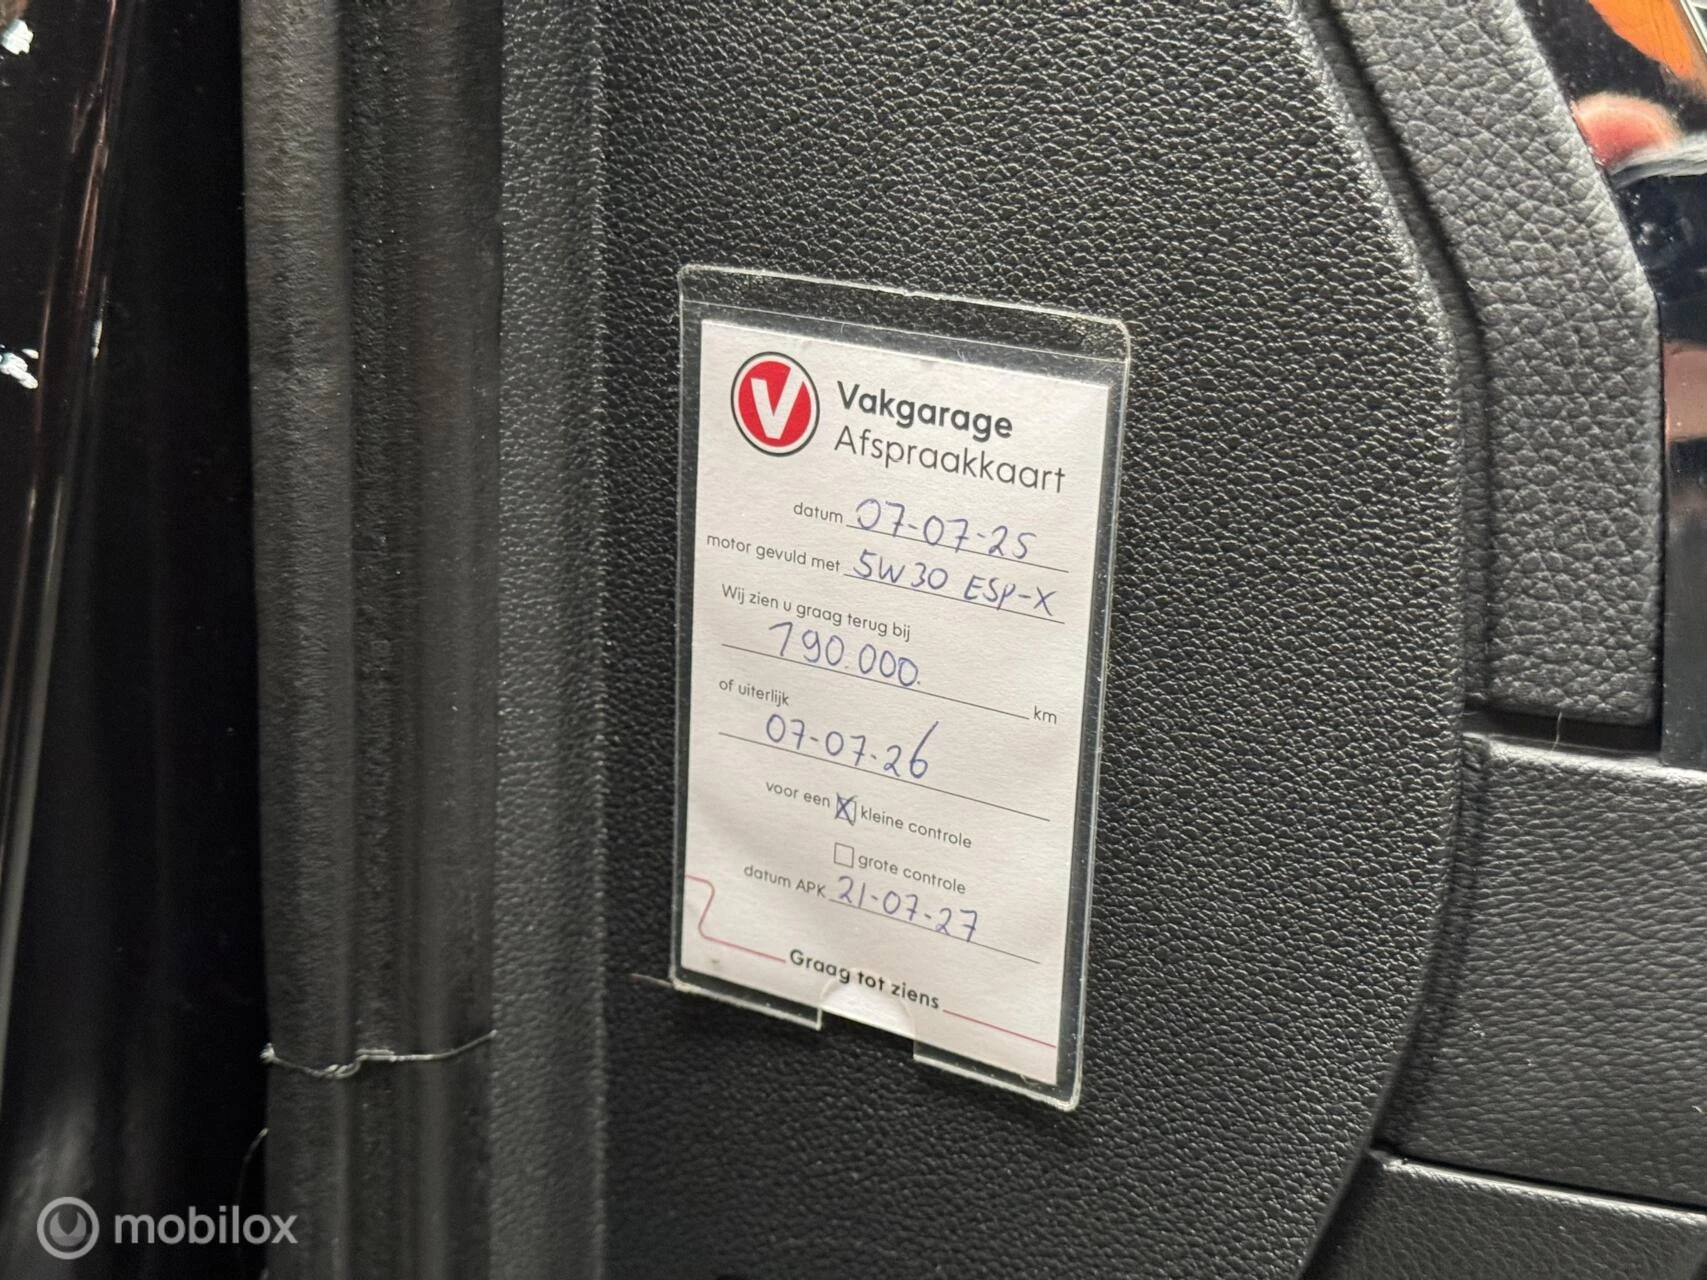 V
Vakgarage
Afspraakkaart
datum 07-07-25
motor gevuld met 5W30 ESP-X
Wij zien u graag terug bij
190.000. km
of uiterlijk
07-07-26
voor een X kleine controle
grote controle
datum APK 21-07-27
Graag tot ziens
mobilox